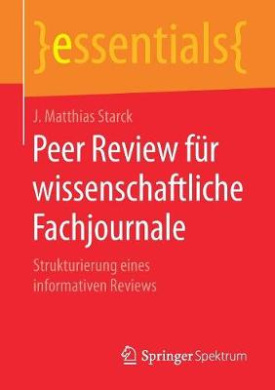 }essentials{
J. Matthias Starck
Peer Review für
wissenschaftliche
Fachjournale
Strukturierung eines
informativen Reviews
Springer Spektrum